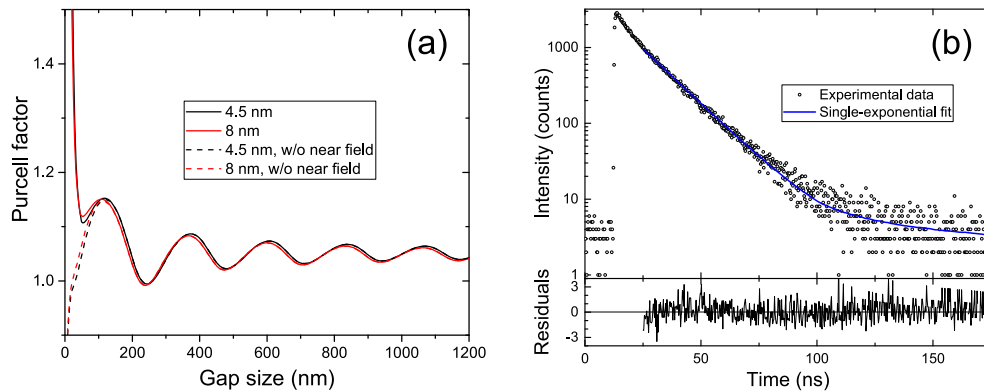 (a)
Purcell factor
1.4
1.2
1.0
4.5 nm
8 nm
4.5 nm, w/o near field
8 nm, w/o near field
0 200 400 600 800 1000 1200
Gap size (nm)
(b)
Intensity (counts)
1000
100
10
1
Experimental data
Single-exponential fit
Residuals
3
0
-3
0 50 100 150
Time (ns)